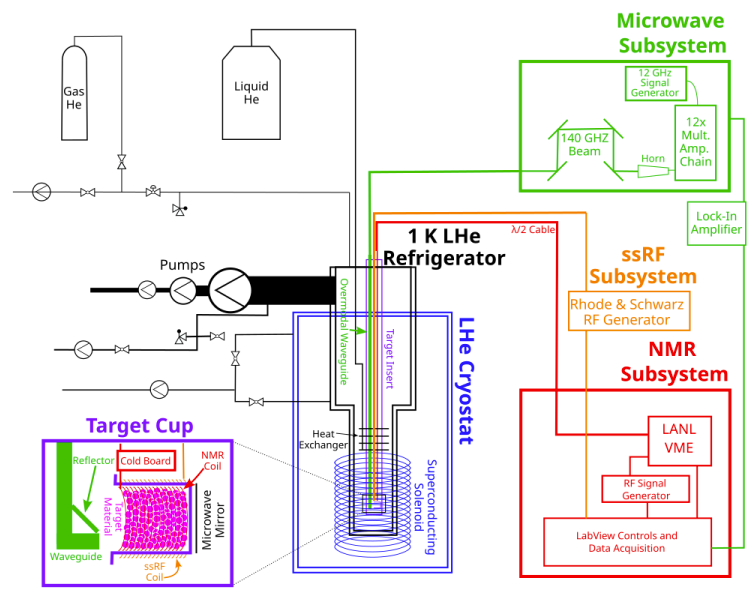 Microwave
Subsystem
12 GHz
Signal
Generator
12x
Mult.
Amp.
Chain
140 GHZ
Beam
Horn
Gas
He
Liquid
He
Lock-In
Amplifier
λ/2 Cable
1 K LHe
Refrigerator
ssRF
Subsystem
Rhode & Schwarz
RF Generator
Pumps
Overmodal Waveguide
Target Insert
LHe Cryostat
NMR
Subsystem
LANL
VME
RF Signal
Generator
LabView Controls and
Data Acquisition
Heat
Exchanger
Superconducting
Solenoid
Target Cup
Reflector
Cold Board
NMR
Coil
Target
Material
Microwave
Mirror
Waveguide
ssRF
Coil